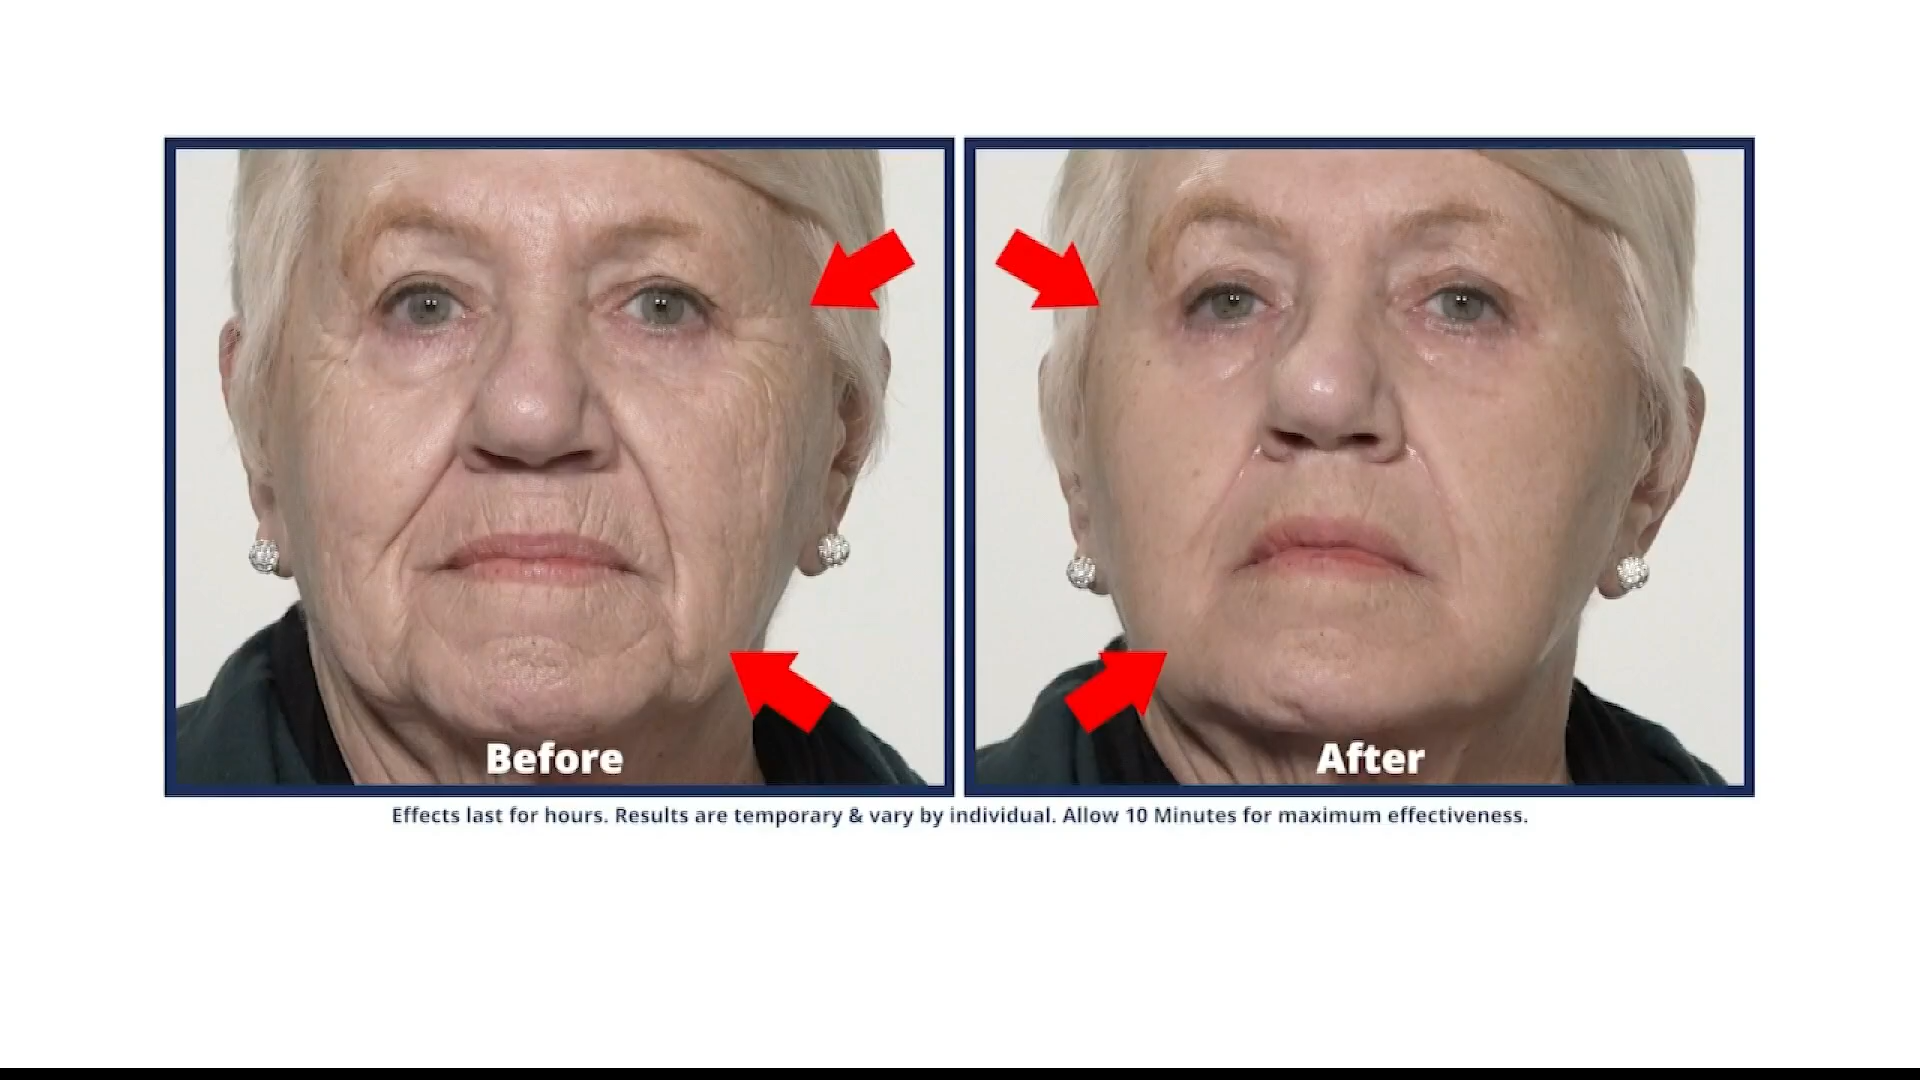 Before
After
Effects last for hours. Results are temporary & vary by individual. Allow 10 Minutes for maximum effectiveness.